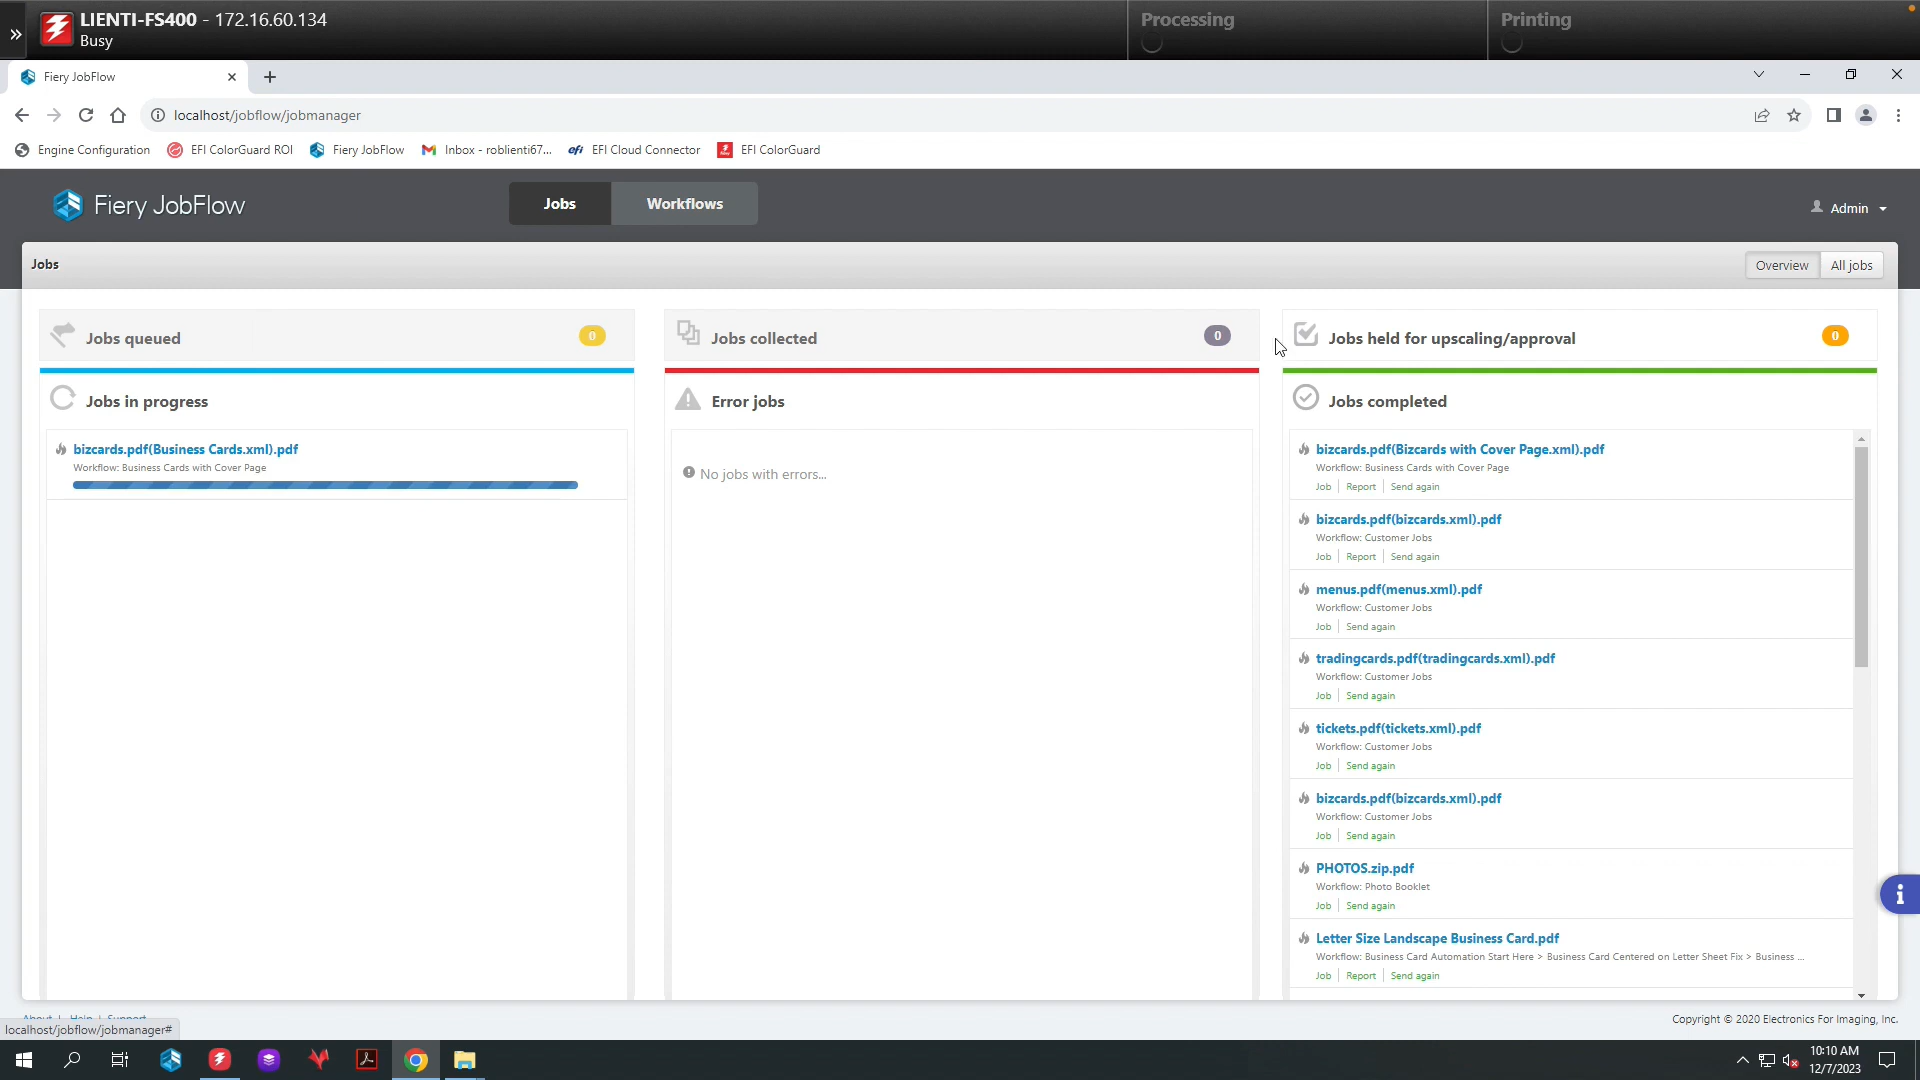 LIENTI-FS400 - 172.16.60.134
Busy
Processing
Printing
Fiery JobFlow
localhost/jobflow/jobmanager
Engine Configuration
EFI ColorGuard ROI
Fiery JobFlow
Inbox - roblienti67...
efi
EFI Cloud Connector
EFI ColorGuard
Fiery JobFlow
Jobs
Workflows
Admin
Jobs
Overview
All jobs
Jobs queued
0
Jobs in progress
bizcards.pdf(Business Cards.xml).pdf
Workflow: Business Cards with Cover Page
Jobs collected
0
Error jobs
No jobs with errors...
Jobs held for upscaling/approval
0
Jobs completed
bizcards.pdf(Bizcards with Cover Page.xml).pdf
Workflow: Business Cards with Cover Page
Job | Report | Send again
bizcards.pdf(bizcards.xml).pdf
Workflow: Customer Jobs
Job | Report | Send again
menus.pdf(menus.xml).pdf
Workflow: Customer Jobs
Job | Send again
tradingcards.pdf(tradingcards.xml).pdf
Workflow: Customer Jobs
Job | Send again
tickets.pdf(tickets.xml).pdf
Workflow: Customer Jobs
Job | Send again
bizcards.pdf(bizcards.xml).pdf
Workflow: Customer Jobs
Job | Send again
PHOTOS.zip.pdf
Workflow: Photo Booklet
Job | Send again
Letter Size Landscape Business Card.pdf
Workflow: Business Card Automation Start Here > Business Card Centered on Letter Sheet Fix > Business ...
Job | Report | Send again
About | Help | Support
localhost/jobflow/jobmanager#
Copyright © 2020 Electronics For Imaging, Inc.
10:10 AM
12/7/2023